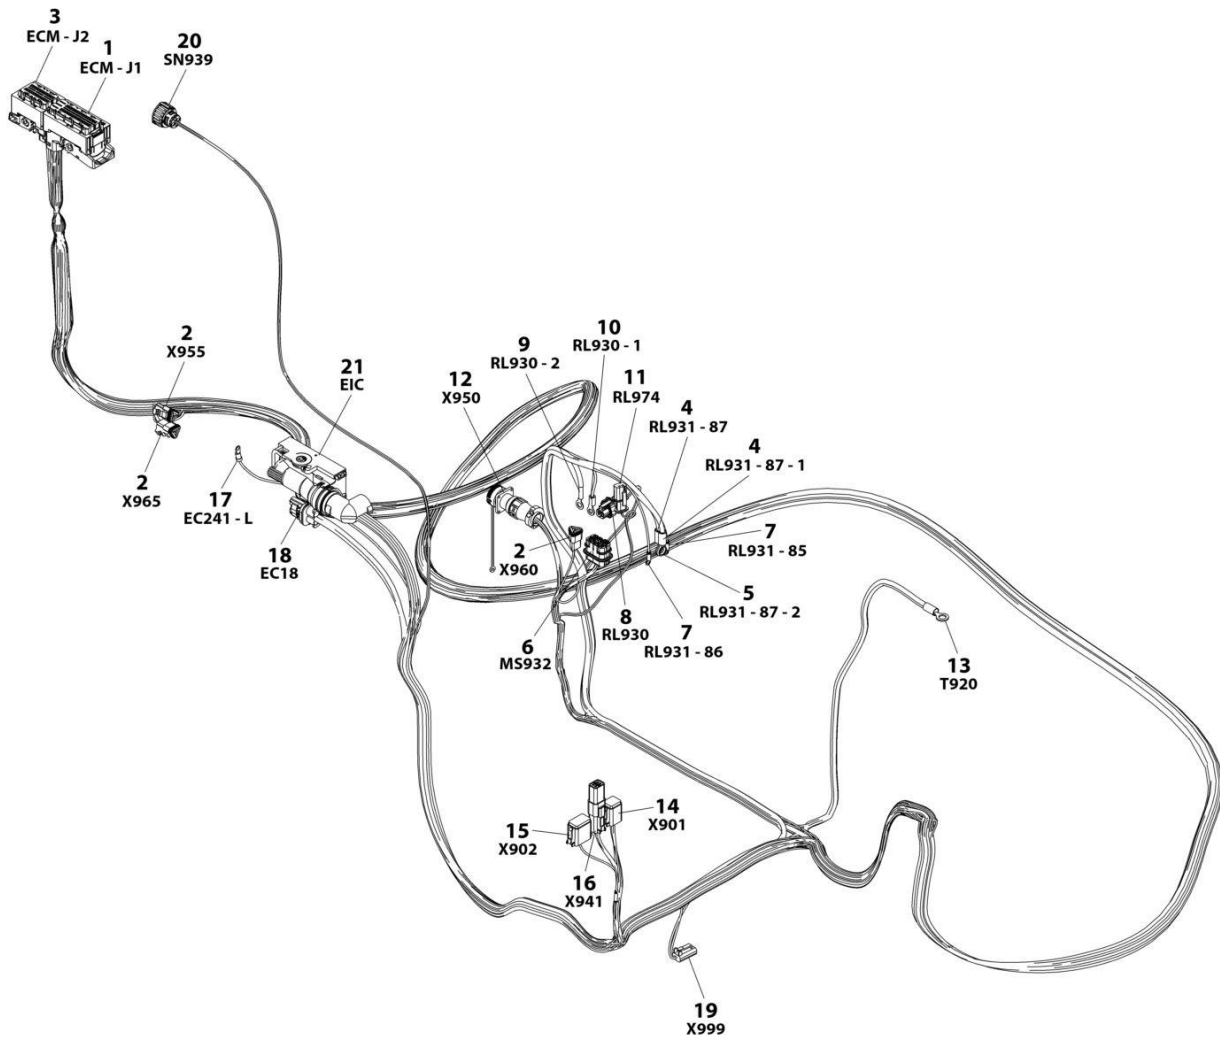 3
ECM - J2
1
ECM - J1
20
SN939
2
X955
21
EIC
12
X950
9
RL930 - 2
10
RL930 - 1
11
RL974
4
RL931 - 87
4
RL931 - 87 - 1
2
X965
17
EC241 - L
18
EC18
2
X960
7
RL931 - 85
5
RL931 - 87 - 2
8
RL930
7
RL931 - 86
6
MS932
13
T920
14
X901
15
X902
16
X941
19
X999